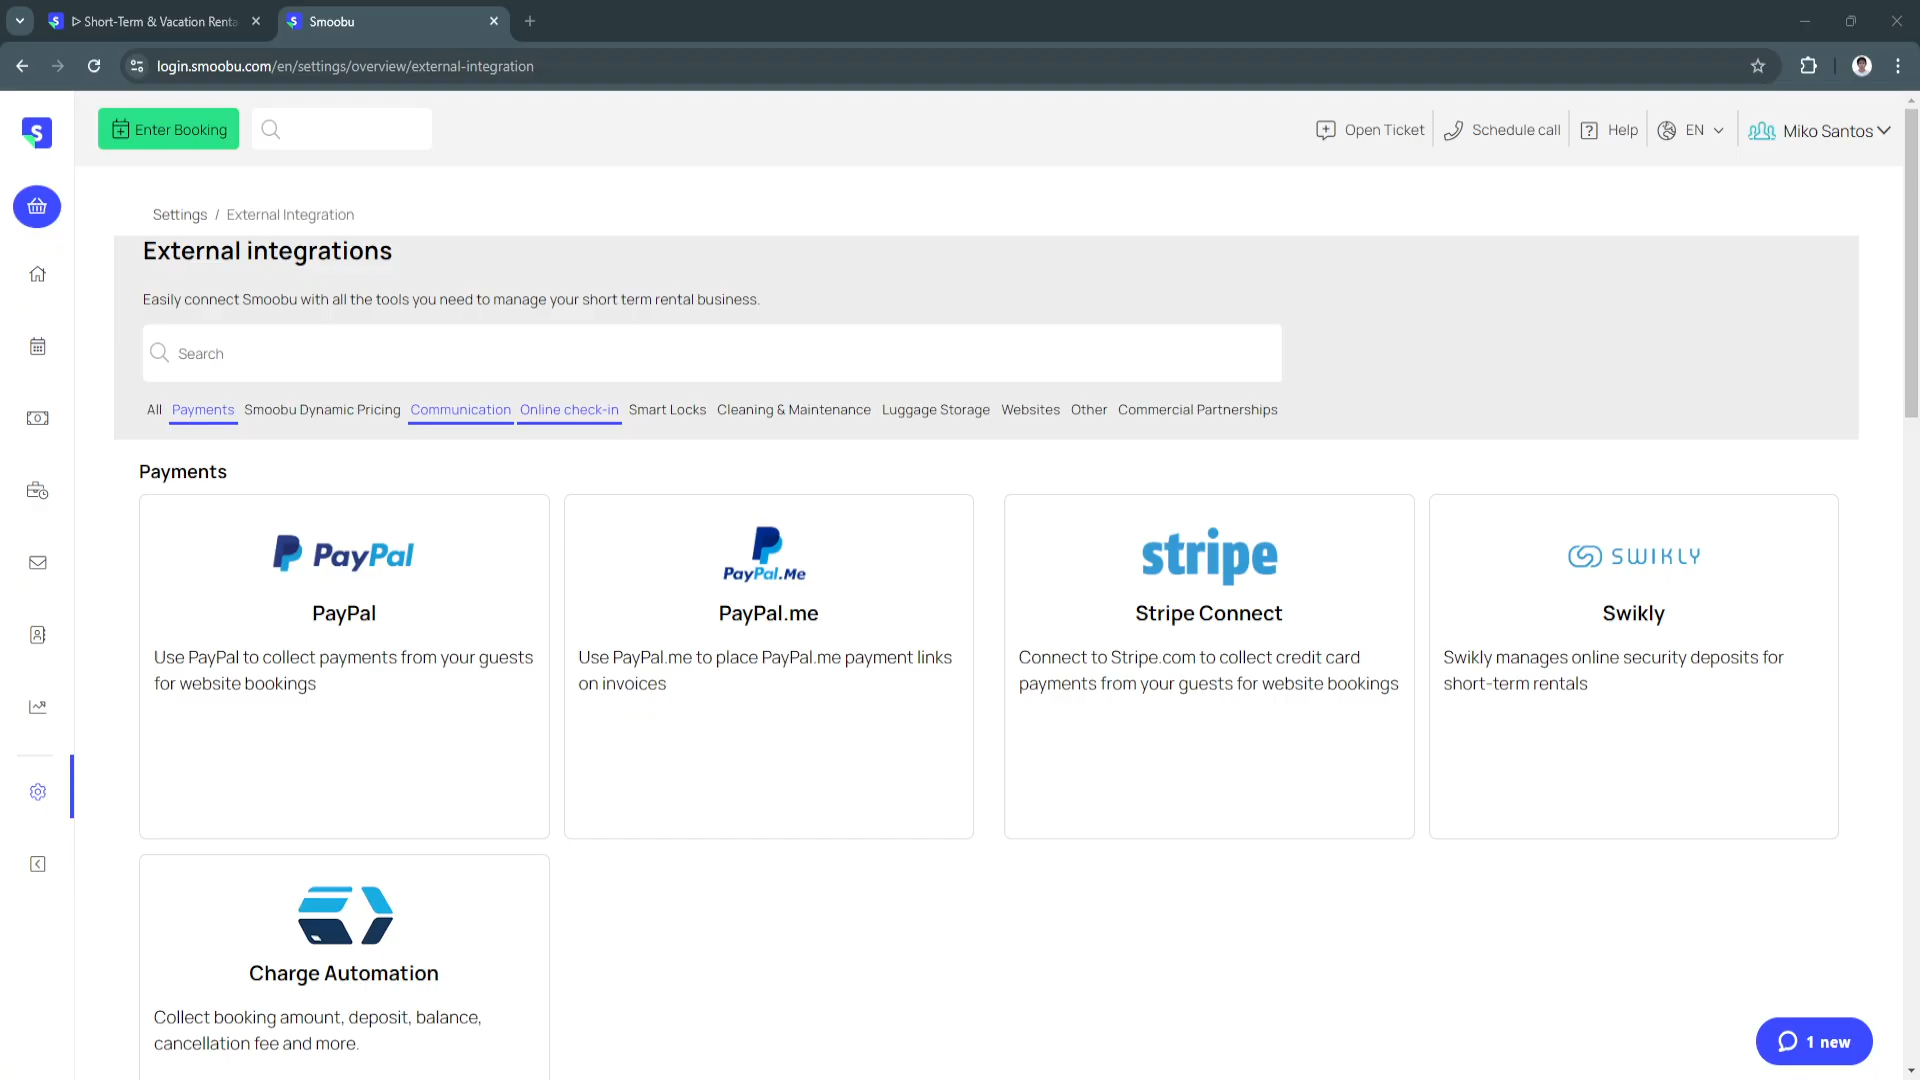 ▷ Short-Term & Vacation Renta
Smoobu
login.smoobu.com/en/settings/overview/external-integration
Enter Booking
Open Ticket
Schedule call
Help
EN
Miko Santos
Settings / External Integration
External integrations
Easily connect Smoobu with all the tools you need to manage your short term rental business.
Search
All Payments Smoobu Dynamic Pricing Communication Online check-in Smart Locks Cleaning & Maintenance Luggage Storage Websites Other Commercial Partnerships
Payments
PayPal
PayPal
Use PayPal to collect payments from your guests
for website bookings
PayPal.Me
PayPal.me
Use PayPal.me to place PayPal.me payment links
on invoices
stripe
Stripe Connect
Connect to Stripe.com to collect credit card
payments from your guests for website bookings
SWIKLY
Swikly
Swikly manages online security deposits for
short-term rentals
Charge Automation
Collect booking amount, deposit, balance,
cancellation fee and more.
1 new